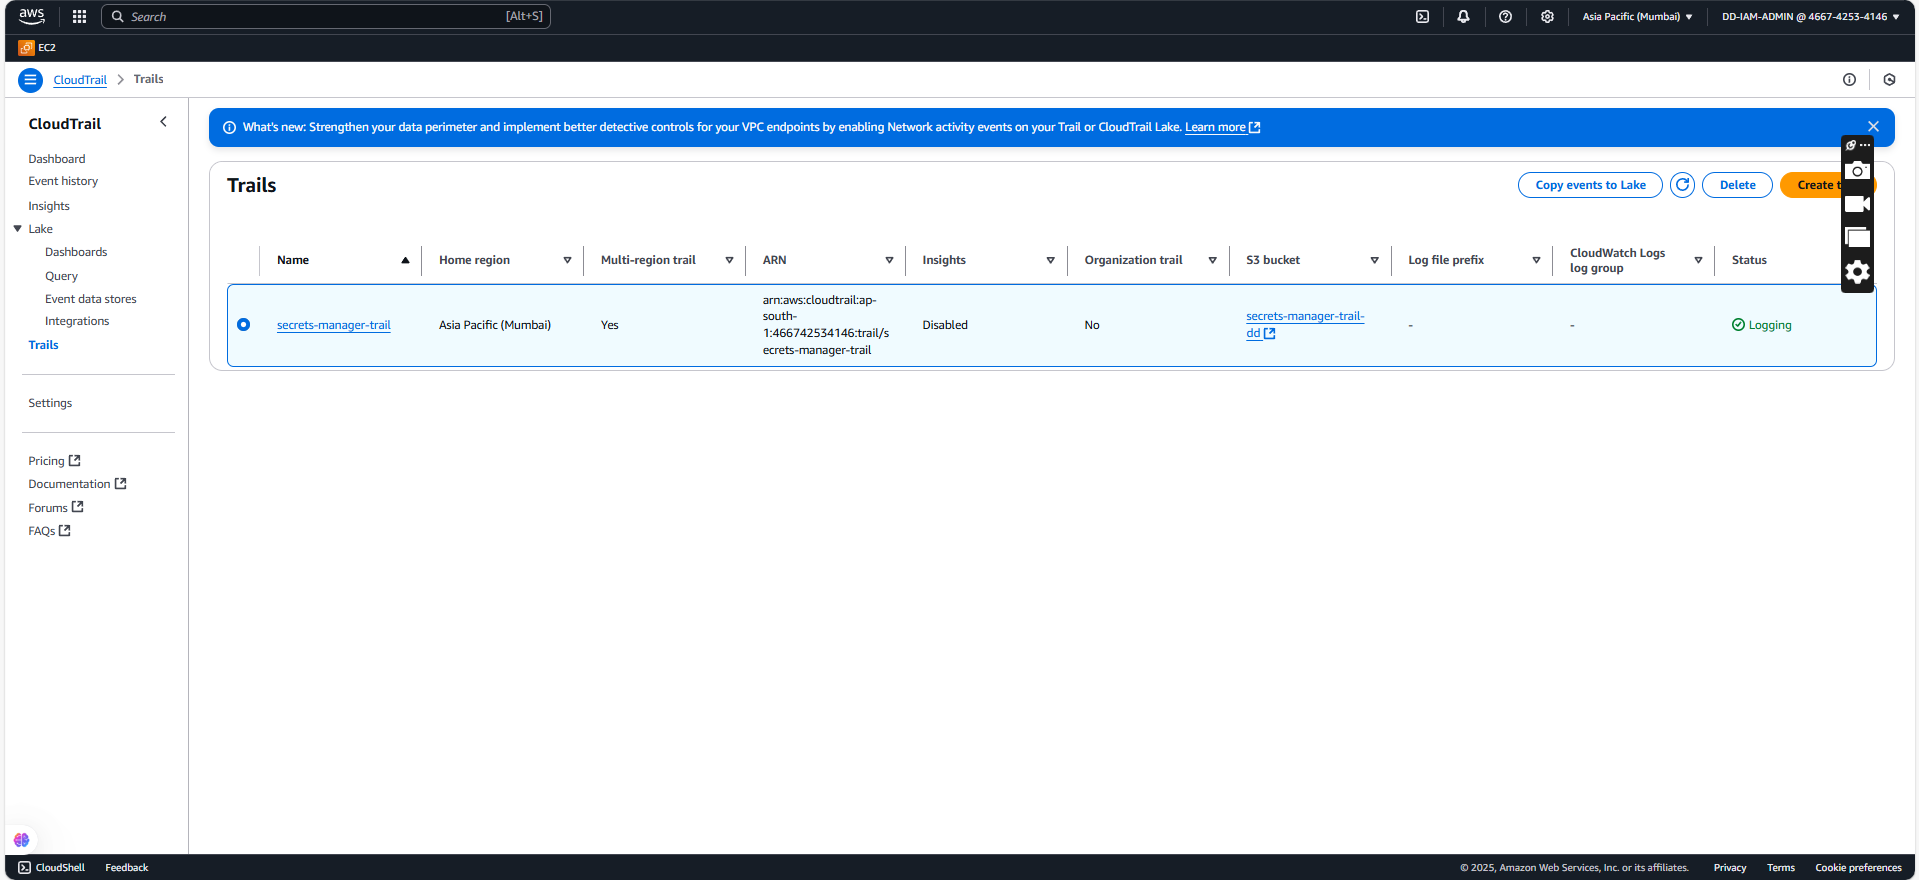 aws
Search [Alt+S]
Asia Pacific (Mumbai) ▼
DD-IAM-ADMIN @ 4667-4253-4146 ▼
EC2
CloudTrail > Trails
CloudTrail
Dashboard
Event history
Insights
Lake
Dashboards
Query
Event data stores
Integrations
Trails
Settings
Pricing
Documentation
Forums
FAQs
What's new: Strengthen your data perimeter and implement better detective controls for your VPC endpoints by enabling Network activity events on your Trail or CloudTrail Lake. Learn more
Trails
Copy events to Lake
Delete
Create
Name
Home region
Multi-region trail
ARN
Insights
Organization trail
S3 bucket
Log file prefix
CloudWatch Logs
log group
Status
secrets-manager-trail
Asia Pacific (Mumbai)
Yes
arn:aws:cloudtrail:ap-
south-
1:466742534146:trail/s
ecrets-manager-trail
Disabled
No
secrets-manager-trail-
dd
-
-
Logging
CloudShell
Feedback
© 2025, Amazon Web Services, Inc. or its affiliates.
Privacy
Terms
Cookie preferences